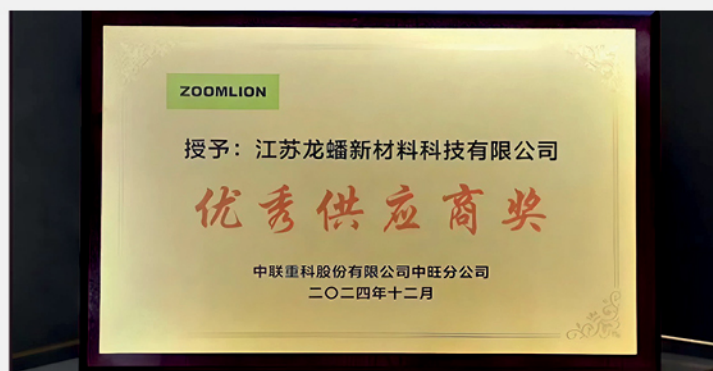 ZOOMLION
授予：江苏龙蟠新材料科技有限公司
优秀供应商奖
中联重科股份有限公司中旺分公司
二〇二四年十二月